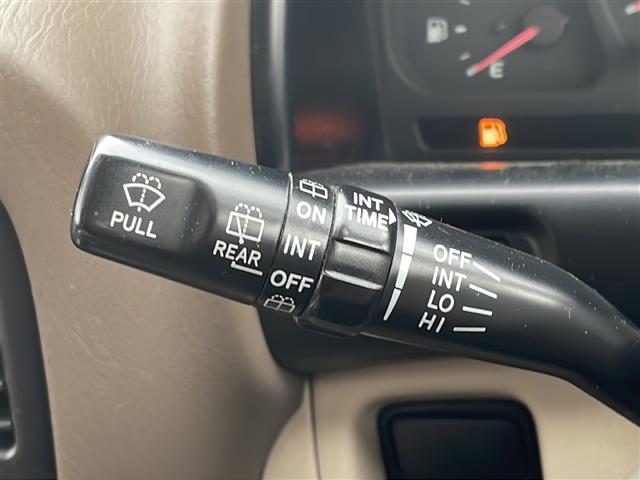 E
PULL
REAR
ON
INT
OFF
INT
TIME
OFF
INT
LO
HI